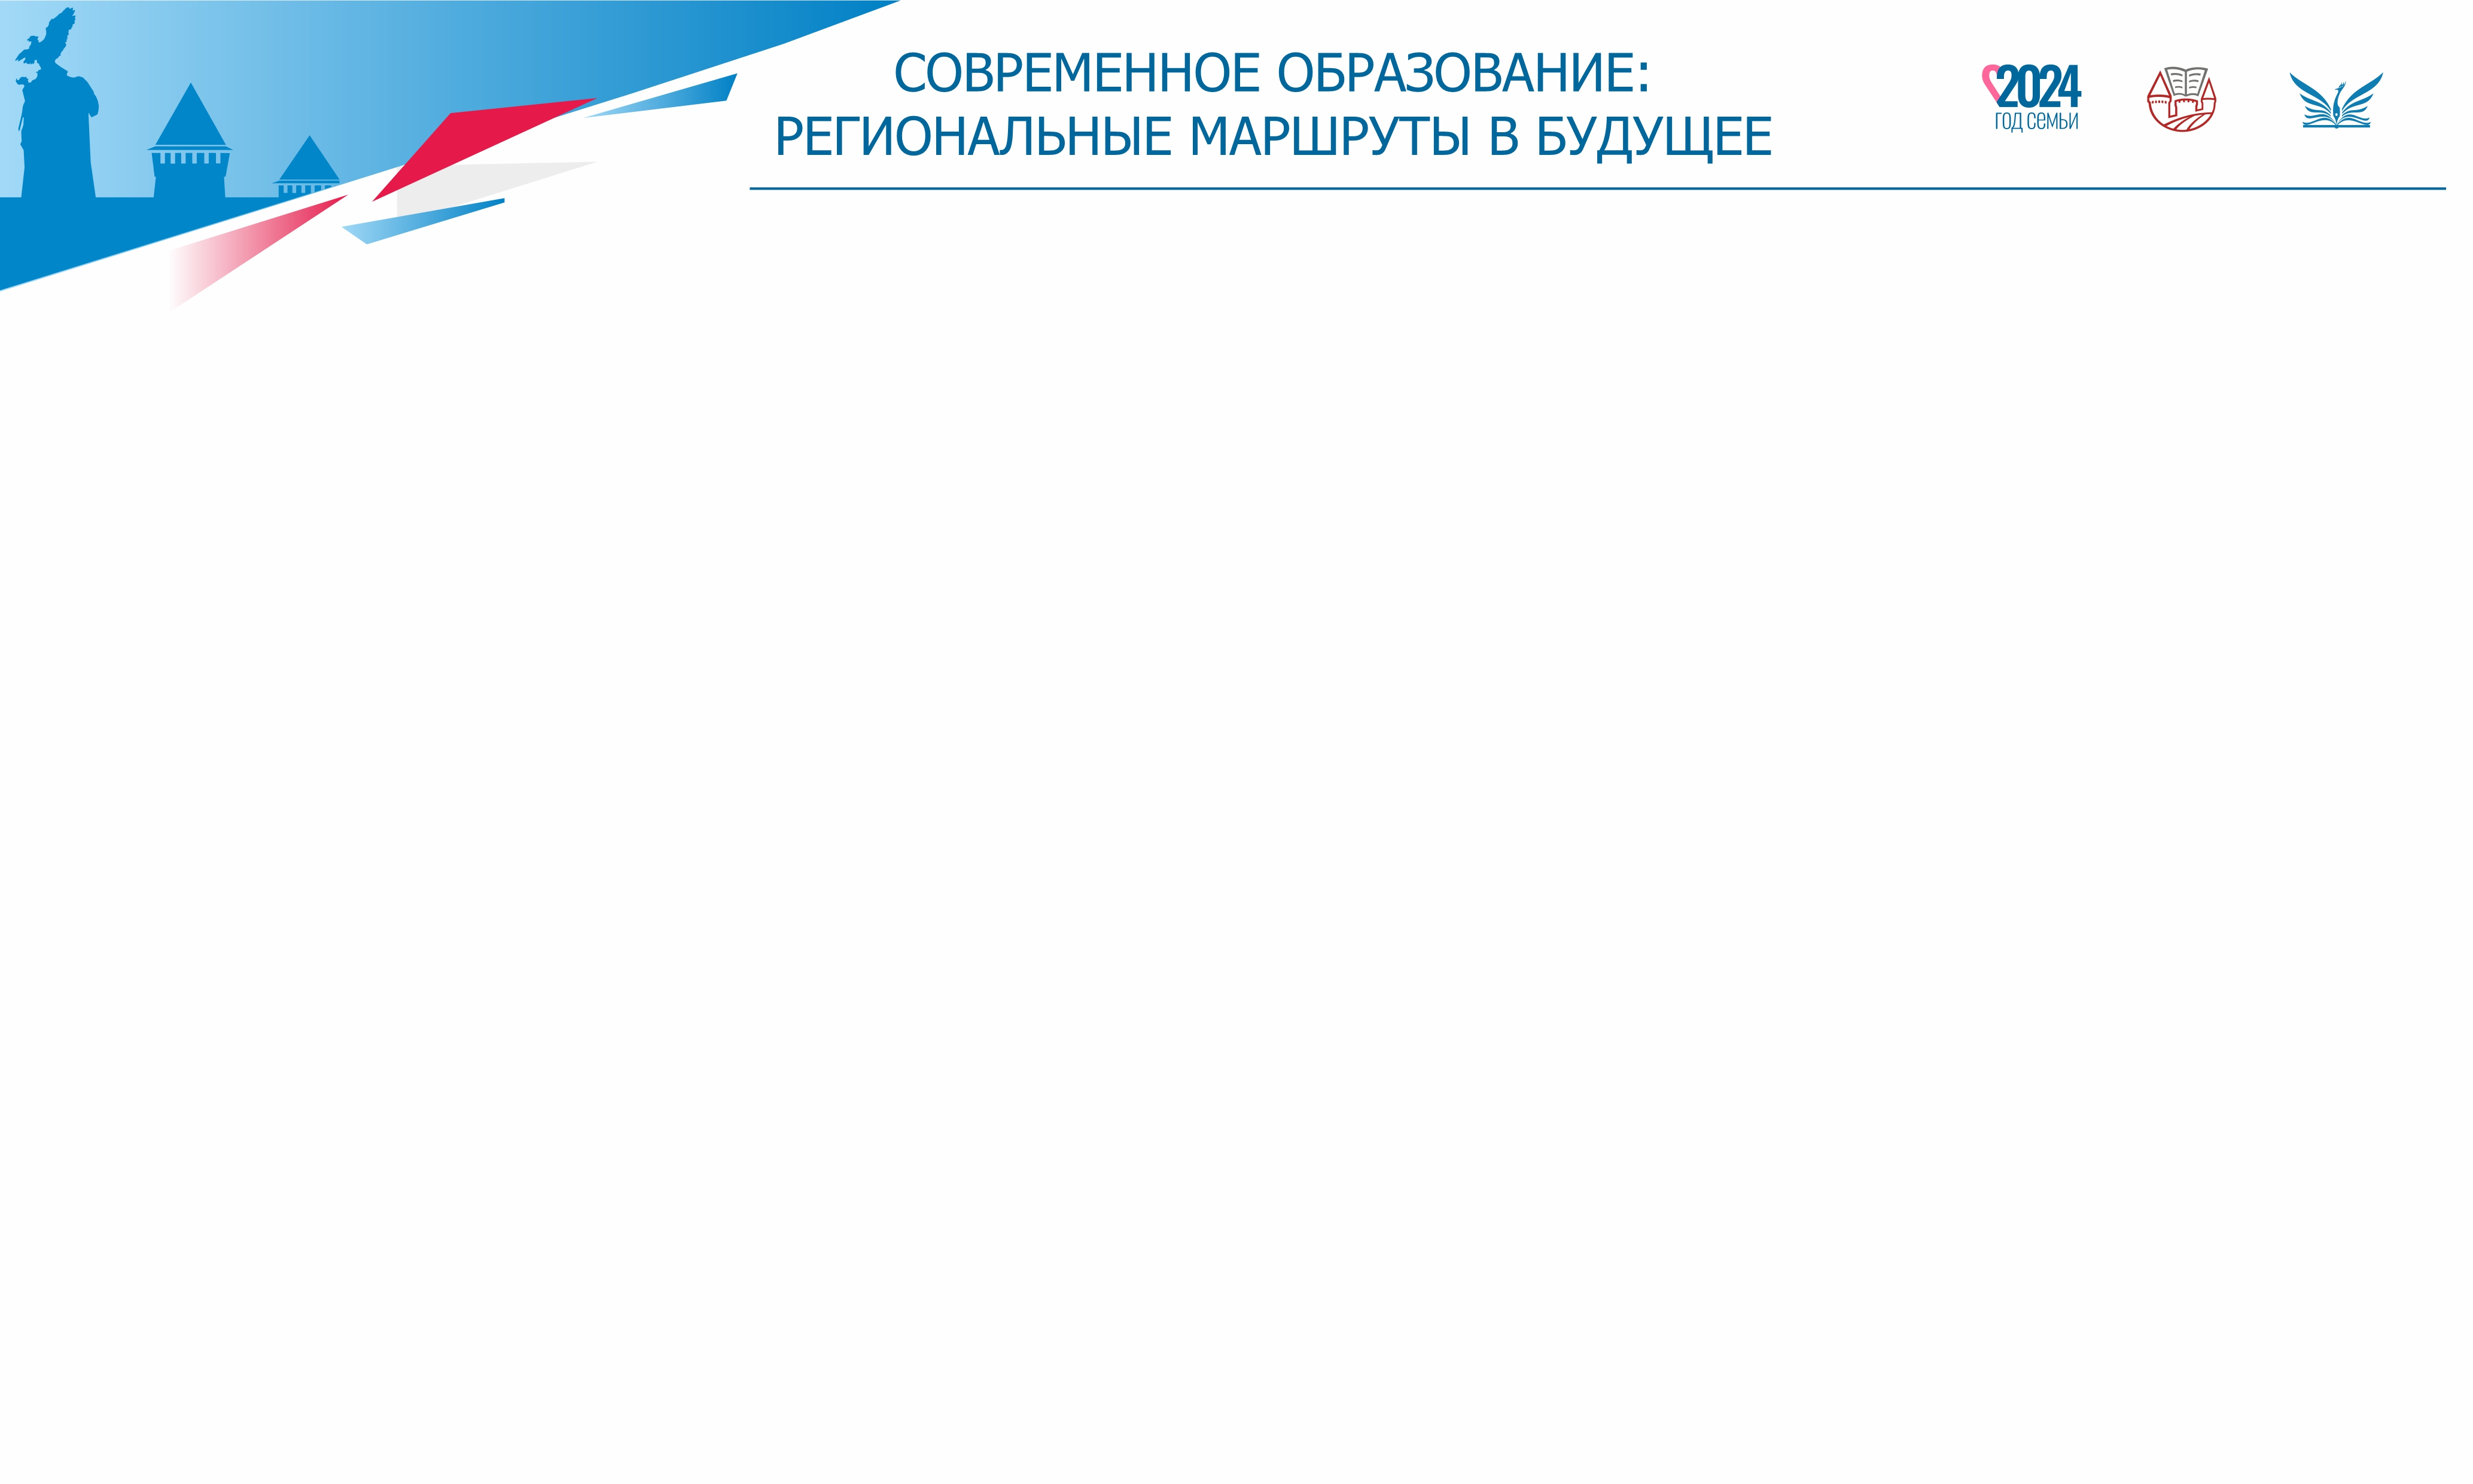 СОВРЕМЕННОЕ ОБРАЗОВАНИЕ:
РЕГИОНАЛЬНЫЕ МАРШРУТЫ В БУДУЩЕЕ
2024
ГОД СЕМЬИ